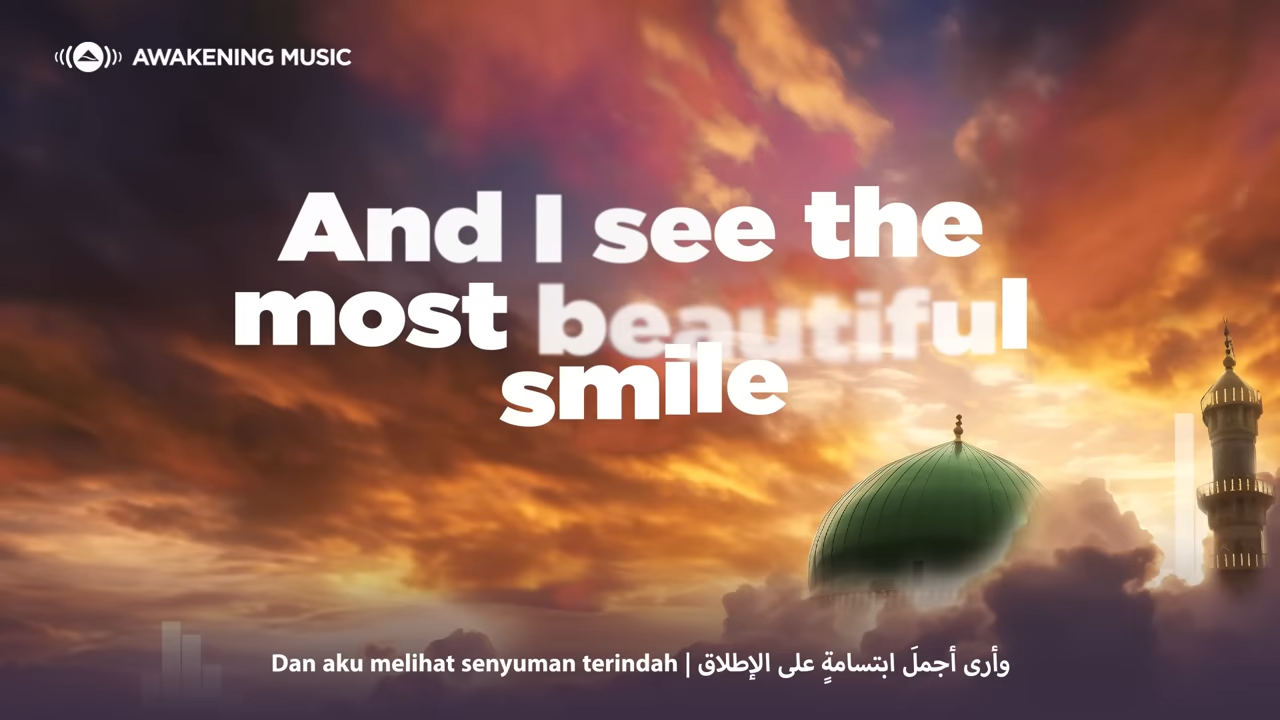 AWAKENING MUSIC
And I see the
most beautiful
smile
Dan aku melihat senyuman terindah | وأرى أجملَ ابتسامةٍ على الإطلاق